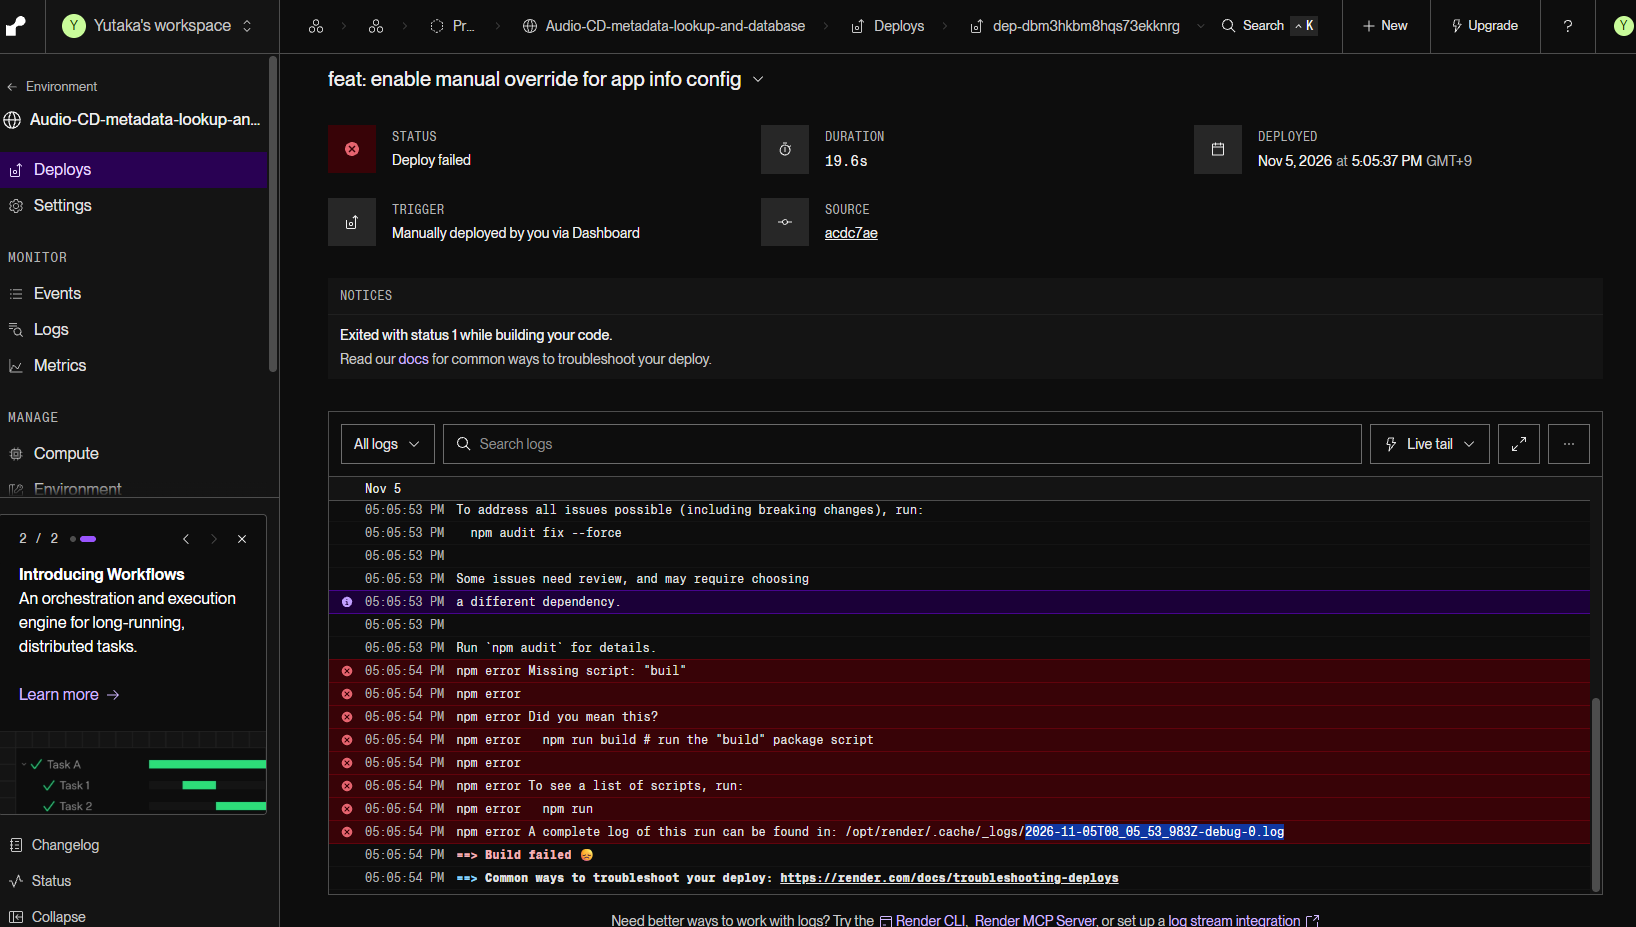 Y Yutaka's workspace
Pr...
Audio-CD-metadata-lookup-and-database
Deploys
dep-dbm3hkbm8hqs73ekknrg
Search ^ K
+ New
Upgrade
?
Y
← Environment
Audio-CD-metadata-lookup-an...
Deploys
Settings
MONITOR
Events
Logs
Metrics
MANAGE
Compute
Environment
2 / 2
Introducing Workflows
An orchestration and execution
engine for long-running,
distributed tasks.
Learn more →
Task A
Task 1
Task 2
Changelog
Status
Collapse
feat: enable manual override for app info config
STATUS
Deploy failed
DURATION
19.6s
DEPLOYED
Nov 5, 2026 at 5:05:37 PM GMT+9
TRIGGER
Manually deployed by you via Dashboard
SOURCE
acdc7ae
NOTICES
Exited with status 1 while building your code.
Read our docs for common ways to troubleshoot your deploy.
All logs
Search logs
Live tail
...
Nov 5
05:05:53 PM To address all issues possible (including breaking changes), run:
05:05:53 PM   npm audit fix --force
05:05:53 PM
05:05:53 PM Some issues need review, and may require choosing
05:05:53 PM a different dependency.
05:05:53 PM
05:05:53 PM Run `npm audit` for details.
05:05:54 PM npm error Missing script: "buil"
05:05:54 PM npm error
05:05:54 PM npm error Did you mean this?
05:05:54 PM npm error   npm run build # run the "build" package script
05:05:54 PM npm error
05:05:54 PM npm error To see a list of scripts, run:
05:05:54 PM npm error   npm run
05:05:54 PM npm error A complete log of this run can be found in: /opt/render/.cache/_logs/2026-11-05T08_05_53_983Z-debug-0.log
05:05:54 PM ==> Build failed 😞
05:05:54 PM ==> Common ways to troubleshoot your deploy: https://render.com/docs/troubleshooting-deploys
Need better ways to work with logs? Try the Render CLI, Render MCP Server, or set up a log stream integration